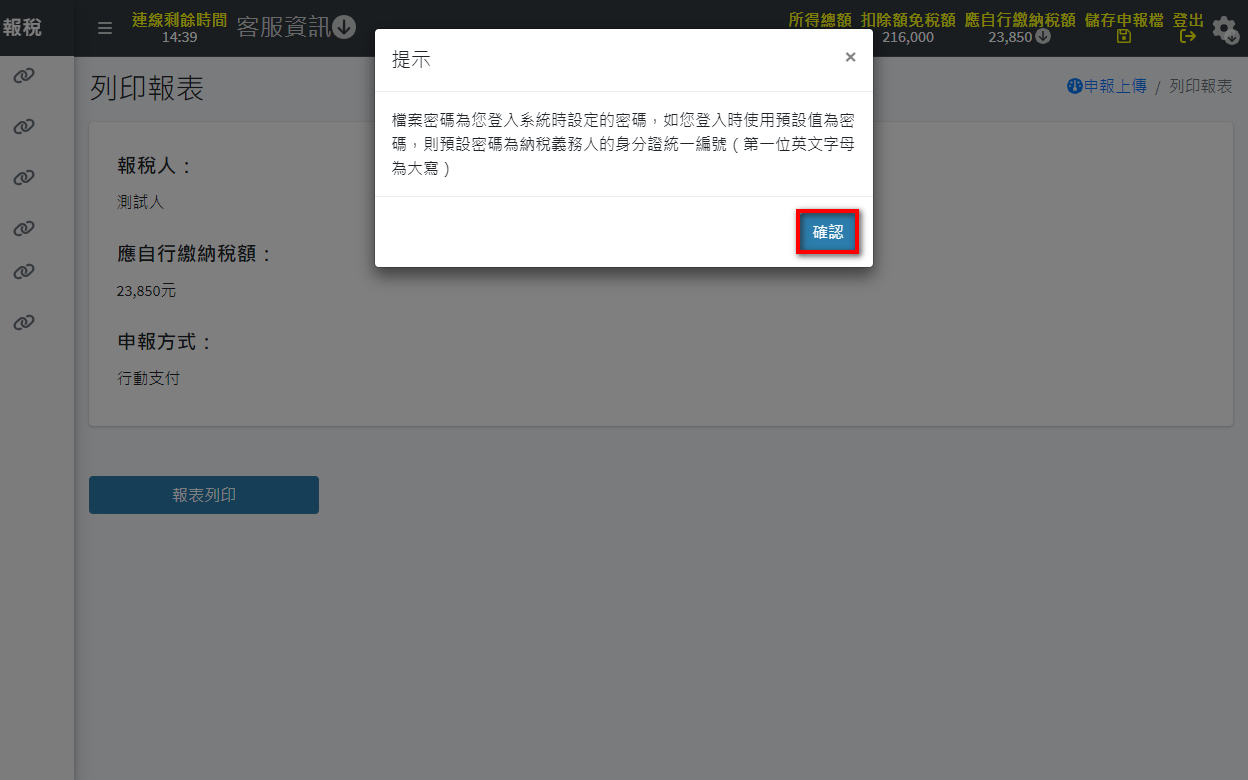 報稅
連線剩餘時間
14:39
客服資訊
所得總額
扣除額免稅額
216,000
應自行繳納稅額
23,850
儲存申報檔
登出
提示
×
檔案密碼為您登入系統時設定的密碼，如您登入時使用預設值為密
碼，則預設密碼為納稅義務人的身分證統一編號（第一位英文字母
為大寫）
確認
列印報表
申報上傳 / 列印報表
報稅人：
測試人
應自行繳納稅額：
23,850元
申報方式：
行動支付
報表列印